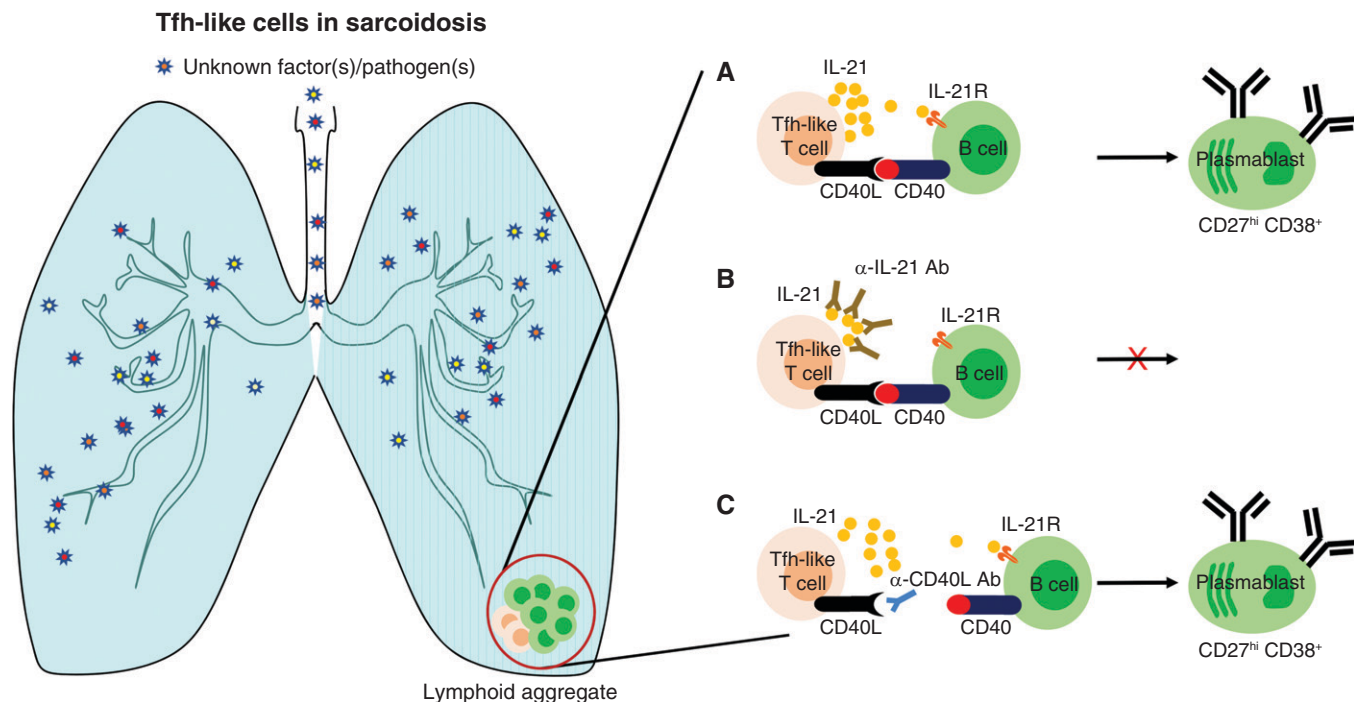 Tfh-like cells in sarcoidosis
Unknown factor(s)/pathogen(s)
Lymphoid aggregate
A
IL-21
IL-21R
Tfh-like
T cell
B cell
CD40L CD40
Plasmablast
CD27hi CD38+
B
α-IL-21 Ab
IL-21
IL-21R
Tfh-like
T cell
B cell
CD40L CD40
X
C
IL-21
IL-21R
Tfh-like
T cell
α-CD40L Ab
B cell
CD40L
CD40
Plasmablast
CD27hi CD38+